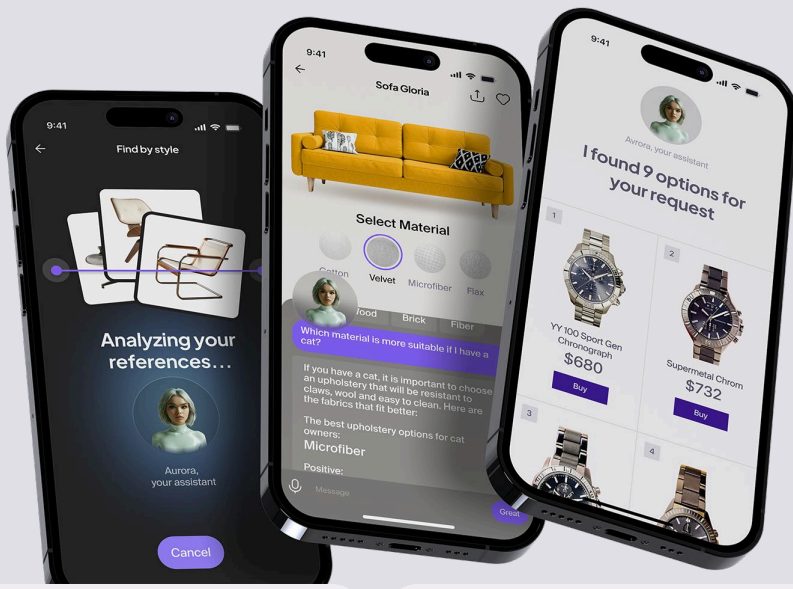 9:41
Find by style
Analyzing your
references...
Aurora,
your assistant
Cancel
9:41
Sofa Gloria
Select Material
Cotton
Velvet
Microfiber
Flax
Wood
Brick
Fiber
Which material is more suitable if I have a
cat?
If you have a cat, it is important to choose
an upholstery that will be resistant to
claws, wool and easy to clean. Here are
the fabrics that fit better:
The best upholstery options for cat
owners:
Microfiber
Positive:
Message
Great
9:41
Avrora, your assistant
I found 9 options for
your request
1
YY 100 Sport Gen
Chronograph
$680
Buy
2
Supermetal Chrom
$732
Buy
3
4